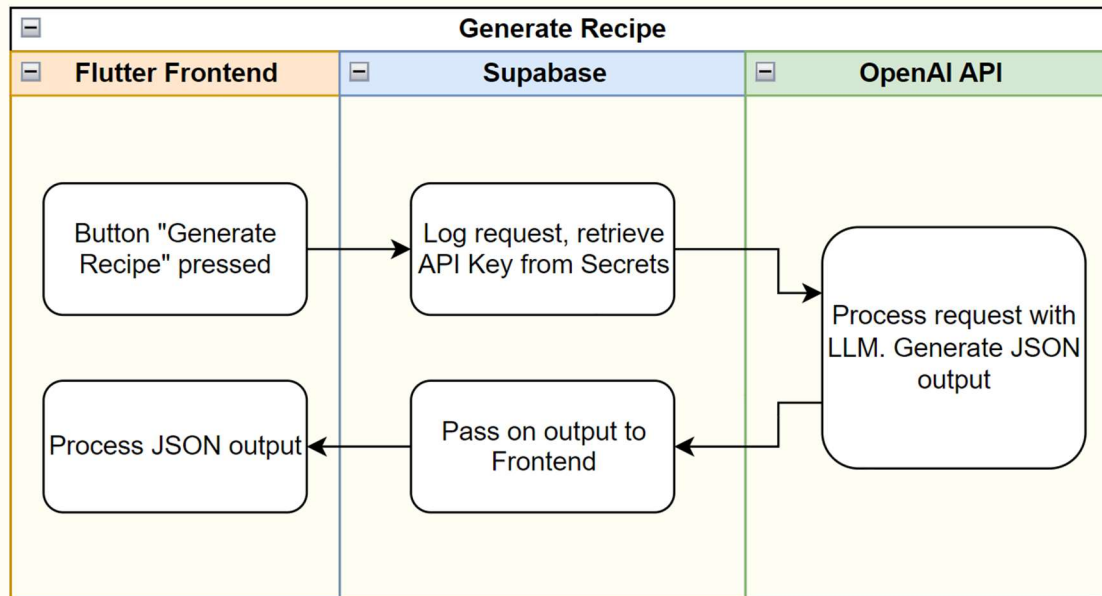 Generate Recipe
Flutter Frontend
Supabase
OpenAI API
Button "Generate
Recipe" pressed
Log request, retrieve
API Key from Secrets
Process request with
LLM. Generate JSON
output
Process JSON output
Pass on output to
Frontend